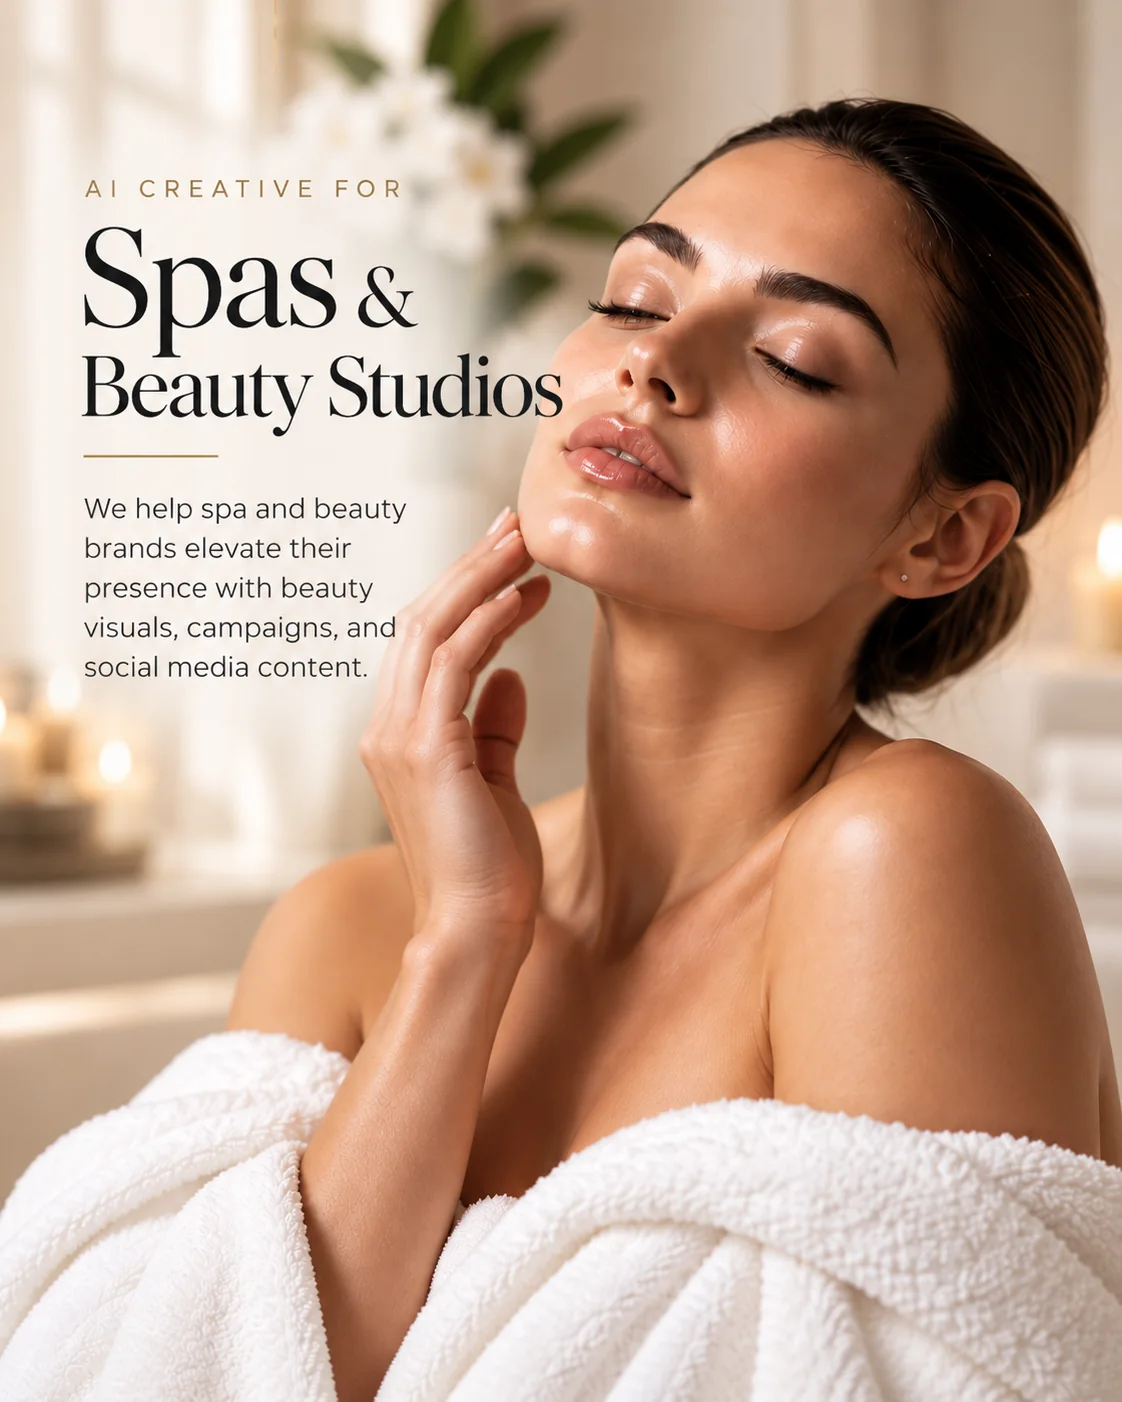 AI CREATIVE FOR
Spas &
Beauty Studios
We help spa and beauty
brands elevate their
presence with beauty
visuals, campaigns, and
social media content.